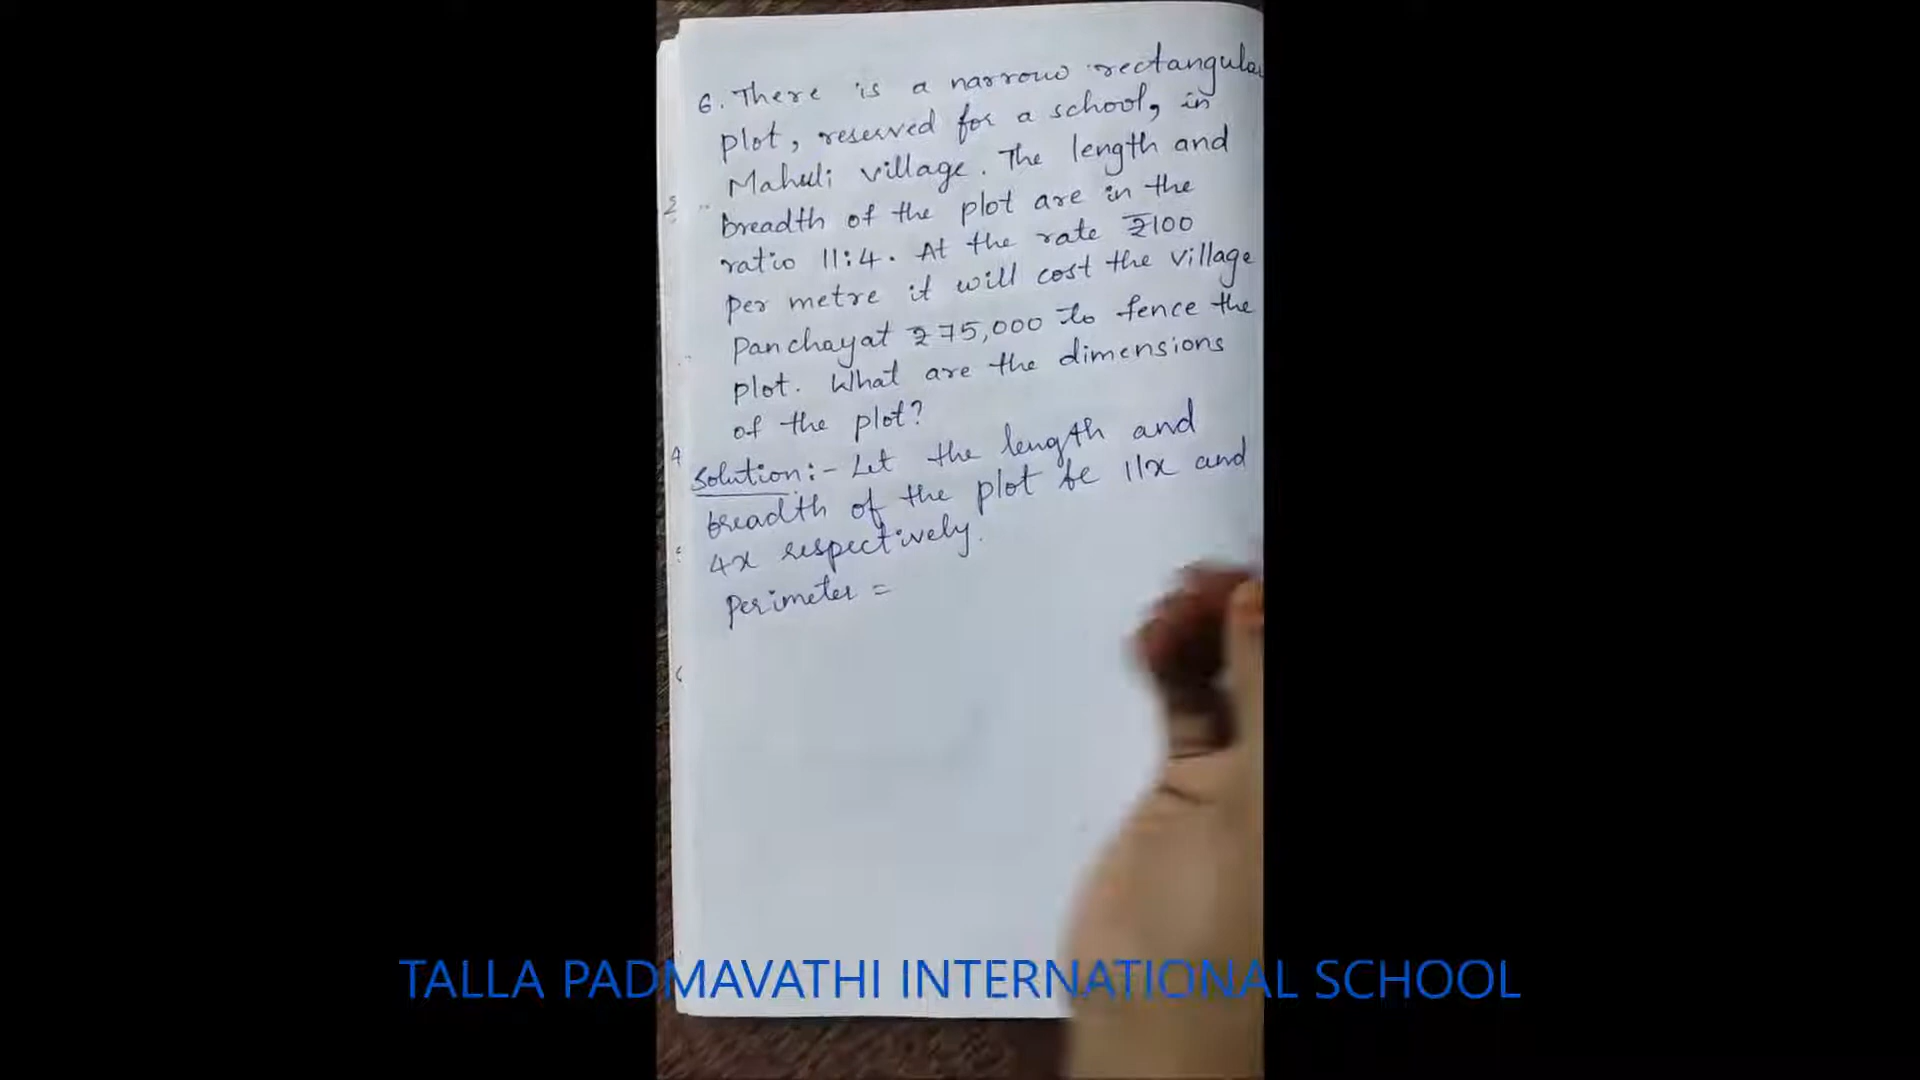 6. There is a narrow rectangular
plot, reserved for a school, in
Mahuli village. The length and
breadth of the plot are in the
ratio 11:4. At the rate ₹100
per metre it will cost the village
panchayat ₹75,000 to fence the
plot. What are the dimensions
of the plot?
Solution:- Let the length and
breadth of the plot be 11x and
4x respectively.
Perimeter =
TALLA PADMAVATHI INTERNATIONAL SCHOOL